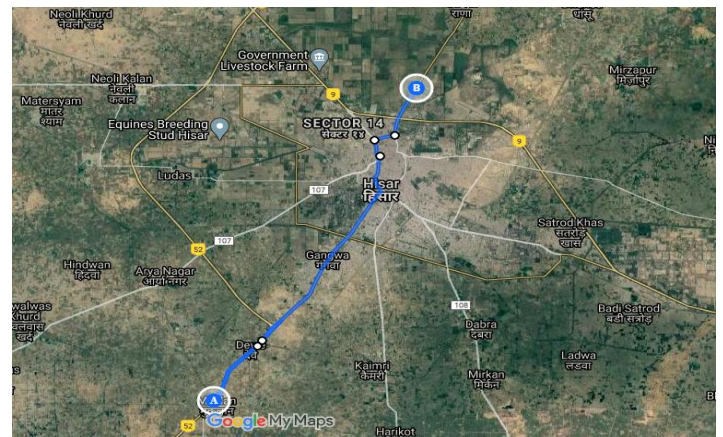 Neoli Khurd
नेवली खुर्द
राणा
Government
Livestock Farm
Neoli Kalan
नेवली
कलान
9
B
Mirzapur
मिर्ज़ापुर
Matersyam
मातर
श्याम
Equines Breeding
Stud Hisar
SECTOR 14
सेक्टर १४
9
Ludas
107
Hisar
हिसार
Satrod Khas
सतरोड़
खास
107
52
Gangwa
गंगवा
Hindwan
हिंदवा
Arya Nagar
आर्या नगर
108
Badi Satrod
बडी सत्रोड़
Dabra
दबरा
Ladwa
लडवा
Kaimri
कैमरी
Mirkan
मिर्कन
A
52
Google My Maps
Harikot